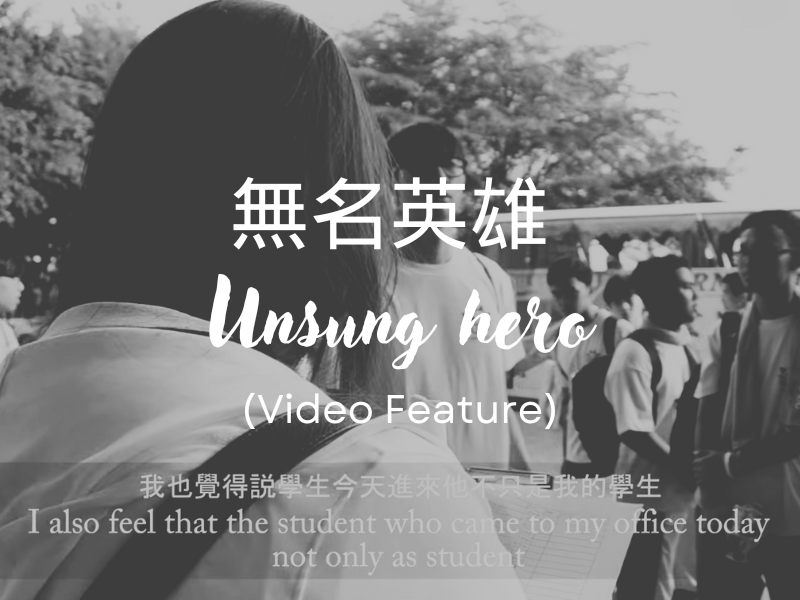 無名英雄
Unsung hero
(Video Feature)
我也覺得説學生今天進來他不只是我的學生
I also feel that the student who came to my office today
not only as student